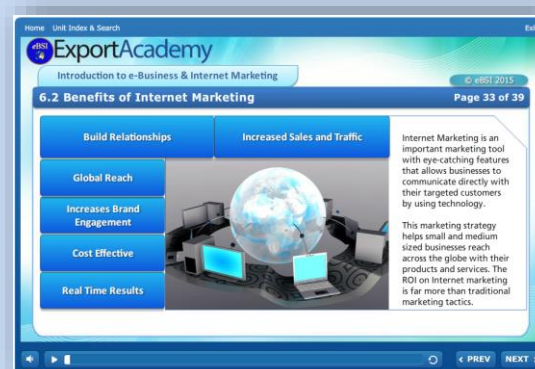 Home Unit Index & Search
eBSI ExportAcademy
Introduction to e-Business & Internet Marketing
© eBSI 2015
6.2 Benefits of Internet Marketing Page 33 of 39
Build Relationships
Increased Sales and Traffic
Global Reach
Increases Brand
Engagement
Cost Effective
Real Time Results
Internet Marketing is an
important marketing tool
with eye-catching features
that allows businesses to
communicate directly with
their targeted customers
by using technology.
This marketing strategy
helps small and medium
sized businesses reach
across the globe with their
products and services. The
ROI on Internet marketing
is far more than traditional
marketing tactics.
PREV NEXT